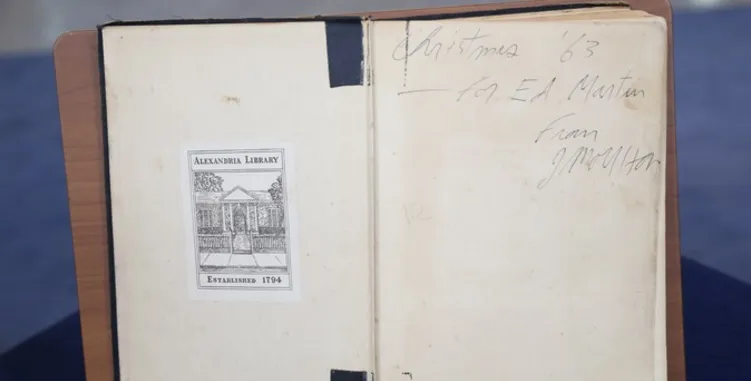 ALEXANDRIA LIBRARY
ESTABLISHED 1794
Christmas '63
— for Ed Martin
From